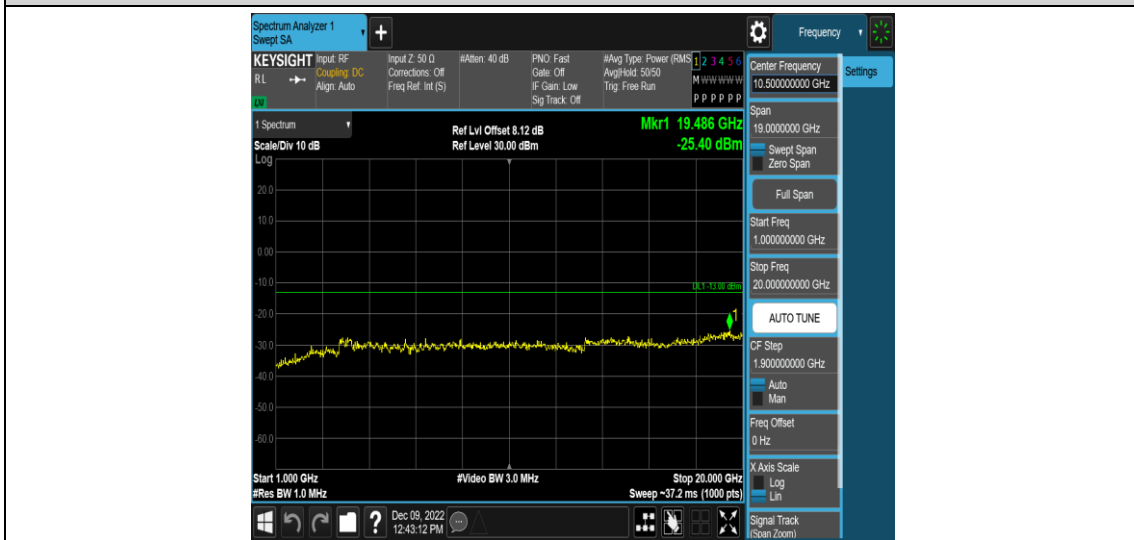 Spectrum Analyzer 1
Swept SA
+
Frequency
KEYSIGHT
RL
Input: RF
Coupling: DC
Align: Auto
Input Z: 50 Ω
Corrections: Off
Freq Ref: Int (S)
#Atten: 40 dB
PNO: Fast
Gate: Off
IF Gain: Low
Sig Track: Off
#Avg Type: Power (RMS
Avg|Hold: 50/50
Trig: Free Run
1 2 3 4 5 6
M W W W W W
P P P P P P
Center Frequency
10.500000000 GHz
Settings
Span
19.0000000 GHz
Swept Span
Zero Span
Full Span
Start Freq
1.000000000 GHz
Stop Freq
20.000000000 GHz
AUTO TUNE
CF Step
1.900000000 GHz
Auto
Man
Freq Offset
0 Hz
X Axis Scale
Log
Lin
Signal Track
(Span Zoom)
1 Spectrum
Scale/Div 10 dB
Ref Lvl Offset 8.12 dB
Ref Level 30.00 dBm
Mkr1 19.486 GHz
-25.40 dBm
Log
20.0
10.0
0.00
-10.0
DL1 -13.00 dBm
-20.0
1
-30.0
-40.0
-50.0
-60.0
Start 1.000 GHz
#Video BW 3.0 MHz
Stop 20.000 GHz
#Res BW 1.0 MHz
Sweep ~37.2 ms (1000 pts)
?
Dec 09, 2022
12:43:12 PM